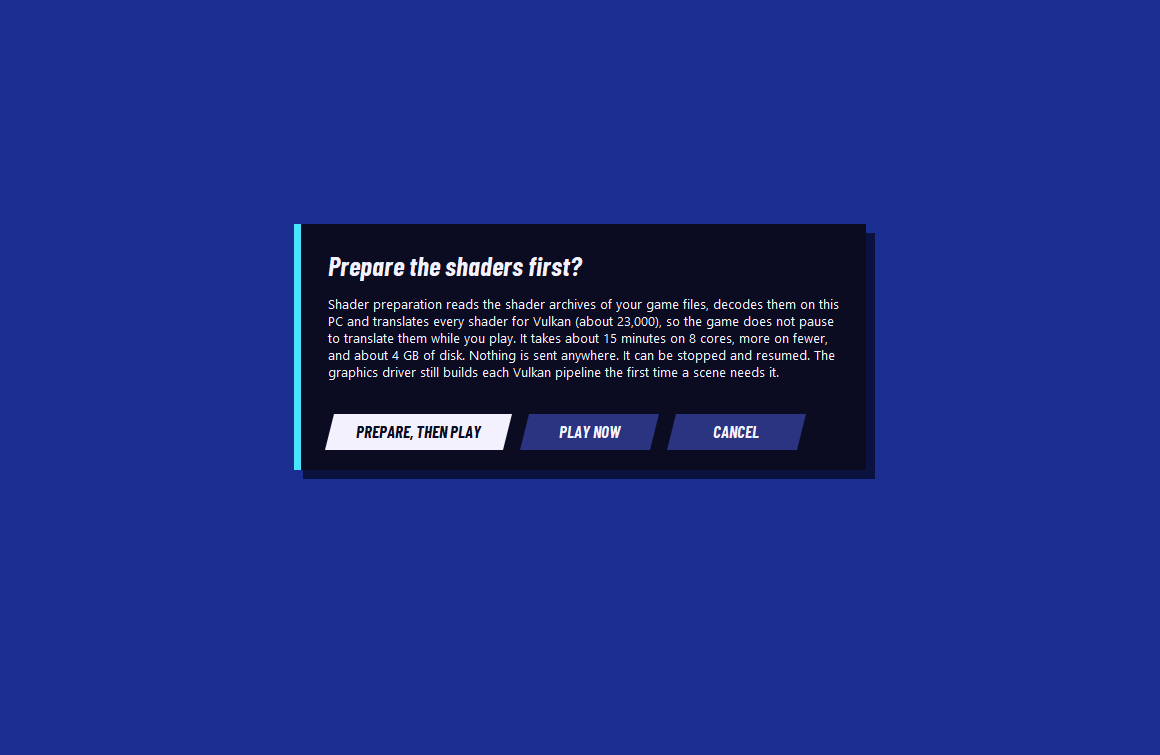 Prepare the shaders first?
Shader preparation reads the shader archives of your game files, decodes them on this
PC and translates every shader for Vulkan (about 23,000), so the game does not pause
to translate them while you play. It takes about 15 minutes on 8 cores, more on fewer,
and about 4 GB of disk. Nothing is sent anywhere. It can be stopped and resumed. The
graphics driver still builds each Vulkan pipeline the first time a scene needs it.
PREPARE, THEN PLAY
PLAY NOW
CANCEL